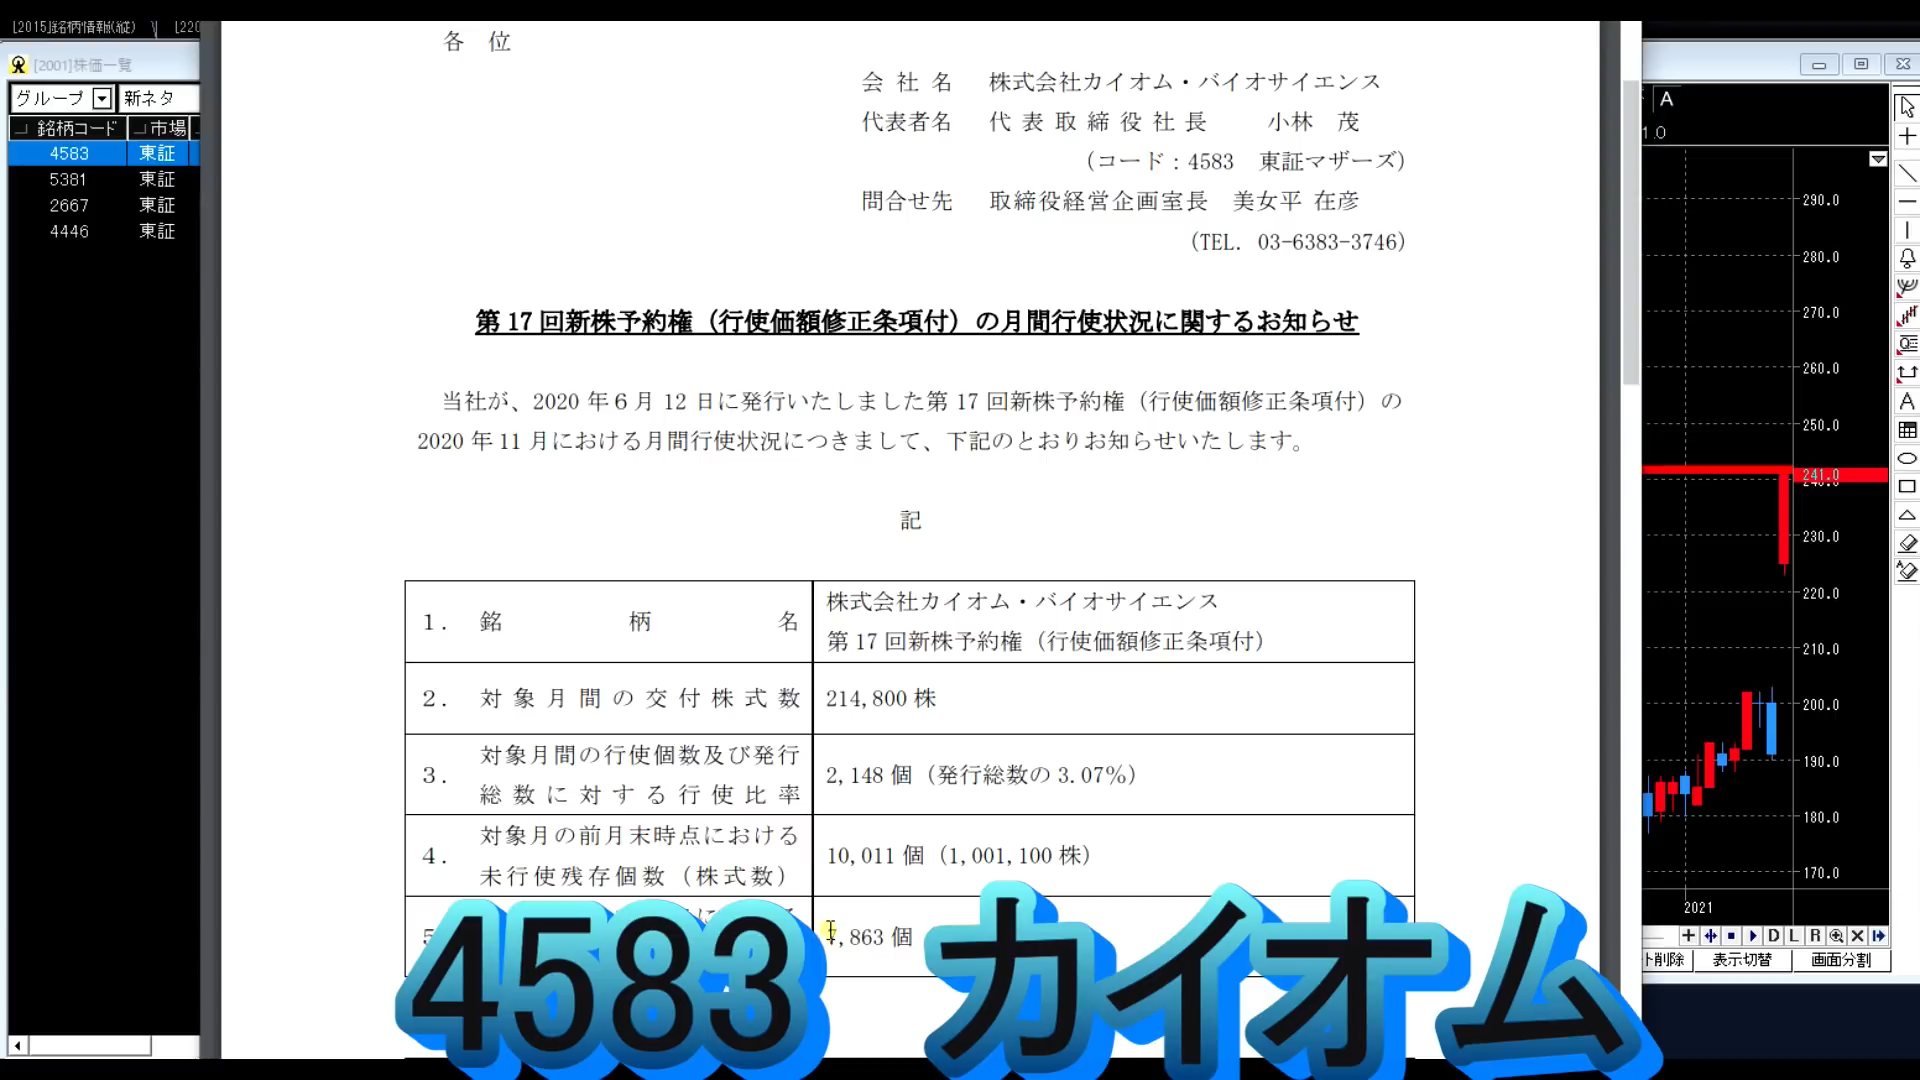 [2015]銘柄情報(縦)
[220
[2001]株価一覧
グループ 新ネタ
銘柄コード 市場
4583 東証
5381 東証
2667 東証
4446 東証
各 位
会 社 名 株式会社カイオム・バイオサイエンス
代表者名 代 表 取 締 役 社 長 小林 茂
(コード:4583 東証マザーズ)
問合せ先 取締役経営企画室長 美女平 在彦
(TEL. 03-6383-3746)
第 17 回新株予約権(行使価額修正条項付)の月間行使状況に関するお知らせ
当社が、2020 年6月 12 日に発行いたしました第 17 回新株予約権(行使価額修正条項付)の
2020 年 11 月における月間行使状況につきまして、下記のとおりお知らせいたします。
記
1. 銘 柄 名
株式会社カイオム・バイオサイエンス
第 17 回新株予約権(行使価額修正条項付)
2. 対 象 月 間 の 交 付 株 式 数 214,800 株
3. 対象月間の行使個数及び発行
総 数 に 対 す る 行 使 比 率
2,148 個(発行総数の 3.07%)
4. 対象月の前月末時点における
未行使残存個数(株式数)
10,011 個(1,001,100 株)
,863 個
4583 カイオム
A
1.0
290.0
280.0
270.0
260.0
250.0
241.0
230.0
220.0
210.0
200.0
190.0
180.0
170.0
2021
D L R
ト削除 表示切替 画面分割
A